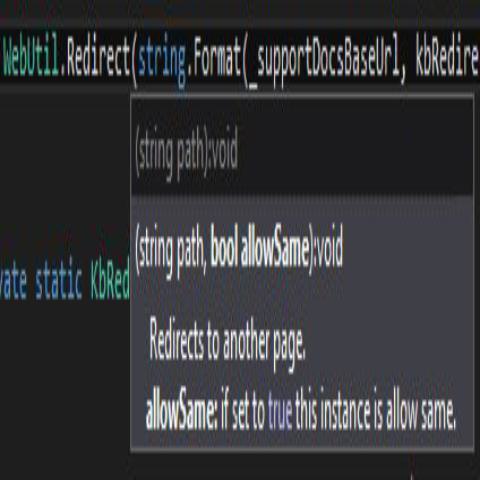 WebUtil.Redirect(string.Format(_supportDocsBaseUrl, kbRedire
(string path):void
(string path, bool allowSame):void
vate static KbRed
Redirects to another page.
allowSame: if set to true this instance is allow same.